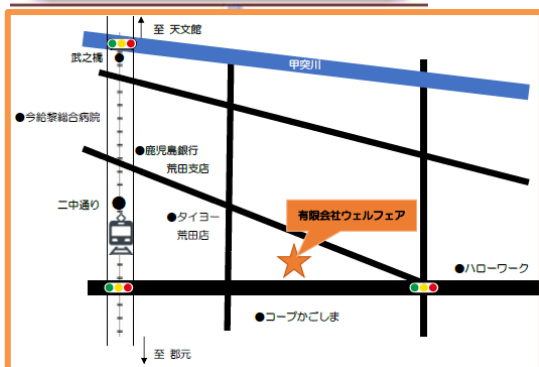 至 天文館
武之橋
甲突川
●今給黎総合病院
●鹿児島銀行
荒田支店
二中通り
●タイヨー
荒田店
有限会社ウェルフェア
●ハローワーク
●コープかごしま
至 郡元